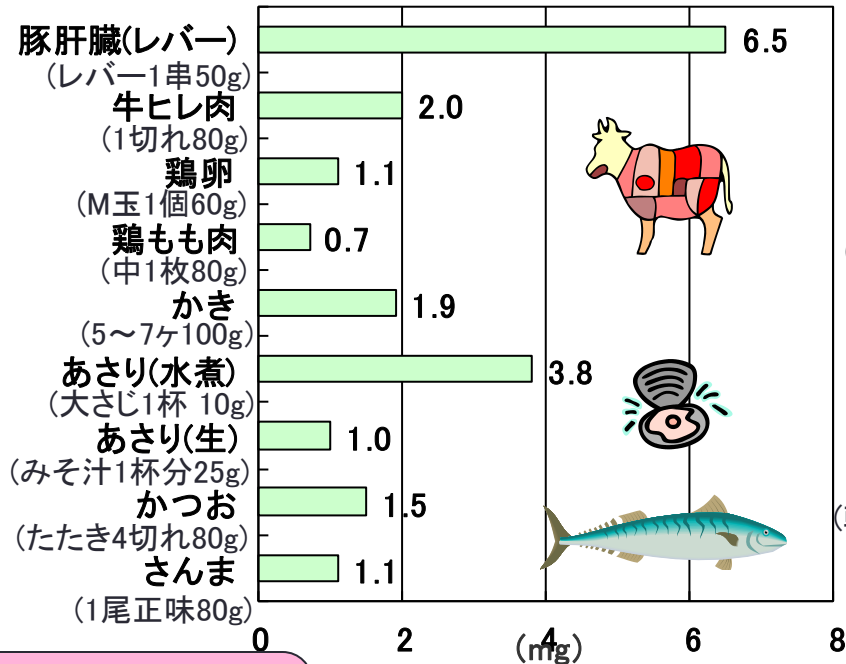 豚肝臓(レバー)
6.5
(レバー1串50g)
牛ヒレ肉
2.0
(1切れ80g)
鶏卵
1.1
(M玉1個60g)
鶏もも肉
0.7
(中1枚80g)
かき
1.9
(5～7ヶ100g)
あさり(水煮)
3.8
(大さじ1杯 10g)
あさり(生)
1.0
(みそ汁1杯分25g)
かつお
1.5
(たたき4切れ80g)
さんま
1.1
(1尾正味80g)
0 2 4 6 8
(mg)